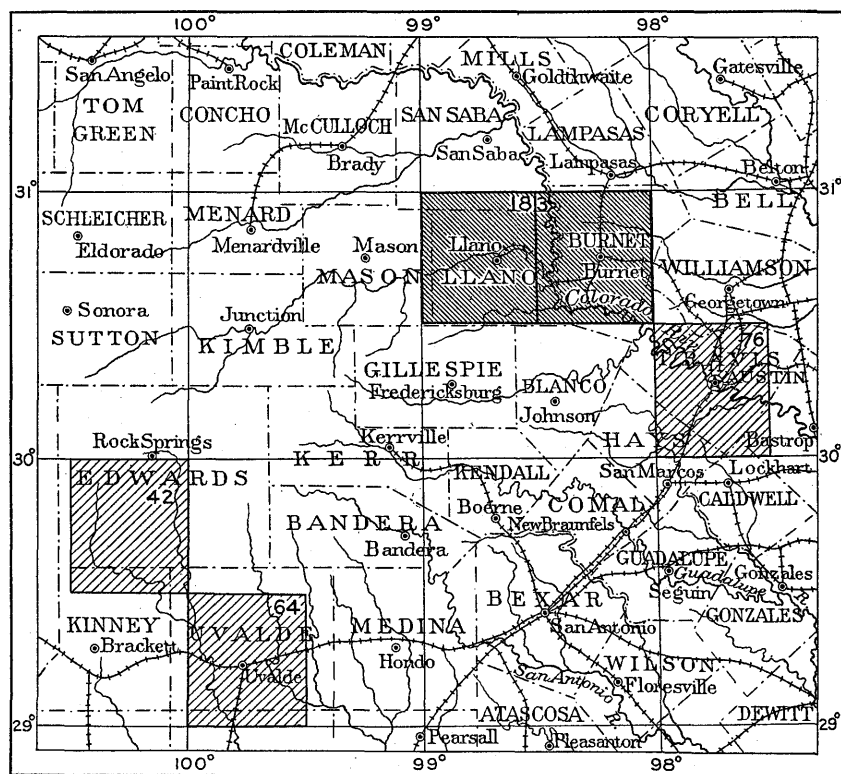 100° 99° 98°
COLEMAN MILLS
San Angelo Paint Rock Goldthwaite Gatesville
TOM GREEN CONCHO McCULLOCH SAN SABA LAMPASAS CORYELL
Brady San Saba Lampasas Belton
31° 31°
SCHLEICHER MENARD 183 BELL
Eldorado Menardville Mason Llano BURNET
MASON LLANO Burnet WILLIAMSON
Sonora Junction Colorado Georgetown
SUTTON KIMBLE
76
GILLESPIE TRAVIS
Fredericksburg BLANCO AUSTIN
Johnson
Rock Springs Kerrville HAYS Bastrop
30° KERR 30°
EDWARDS KENDALL San Marcos Lockhart
42 COMAL CALDWELL
BANDERA Boerne New Braunfels
Bandera GUADALUPE
Guadalupe R. Gonzales
Seguin
64 BEXAR GONZALES
KINNEY UVALDE MEDINA San Antonio
Brackett Uvalde Hondo WILSON
San Antonio R. Floresville
29° ATASCOSA DEWITT 29°
Pearsall Pleasanton
100° 99° 98°